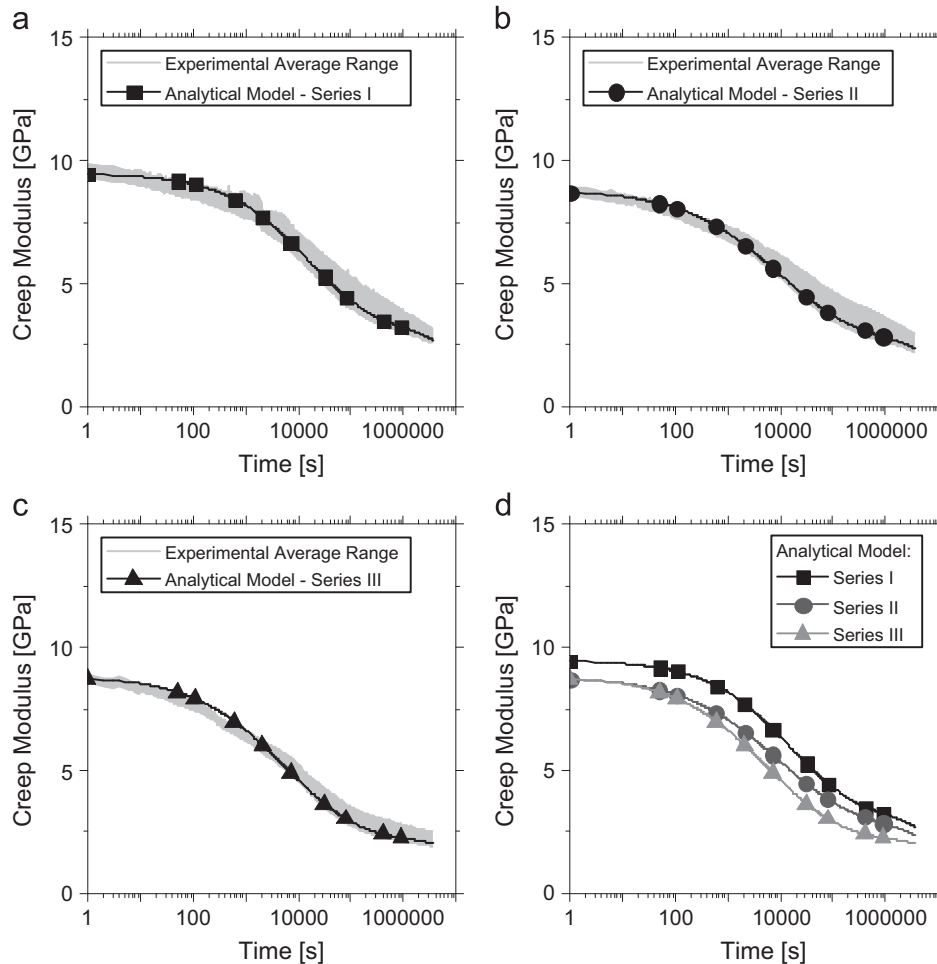 a
15
Experimental Average Range
Analytical Model - Series I
10
5
0
Creep Modulus [GPa]
1
100
10000
1000000
Time [s]
b
15
Experimental Average Range
Analytical Model - Series II
10
5
0
Creep Modulus [GPa]
1
100
10000
1000000
Time [s]
c
15
Experimental Average Range
Analytical Model - Series III
10
5
0
Creep Modulus [GPa]
1
100
10000
1000000
Time [s]
d
15
Analytical Model:
Series I
Series II
Series III
10
5
0
Creep Modulus [GPa]
1
100
10000
1000000
Time [s]